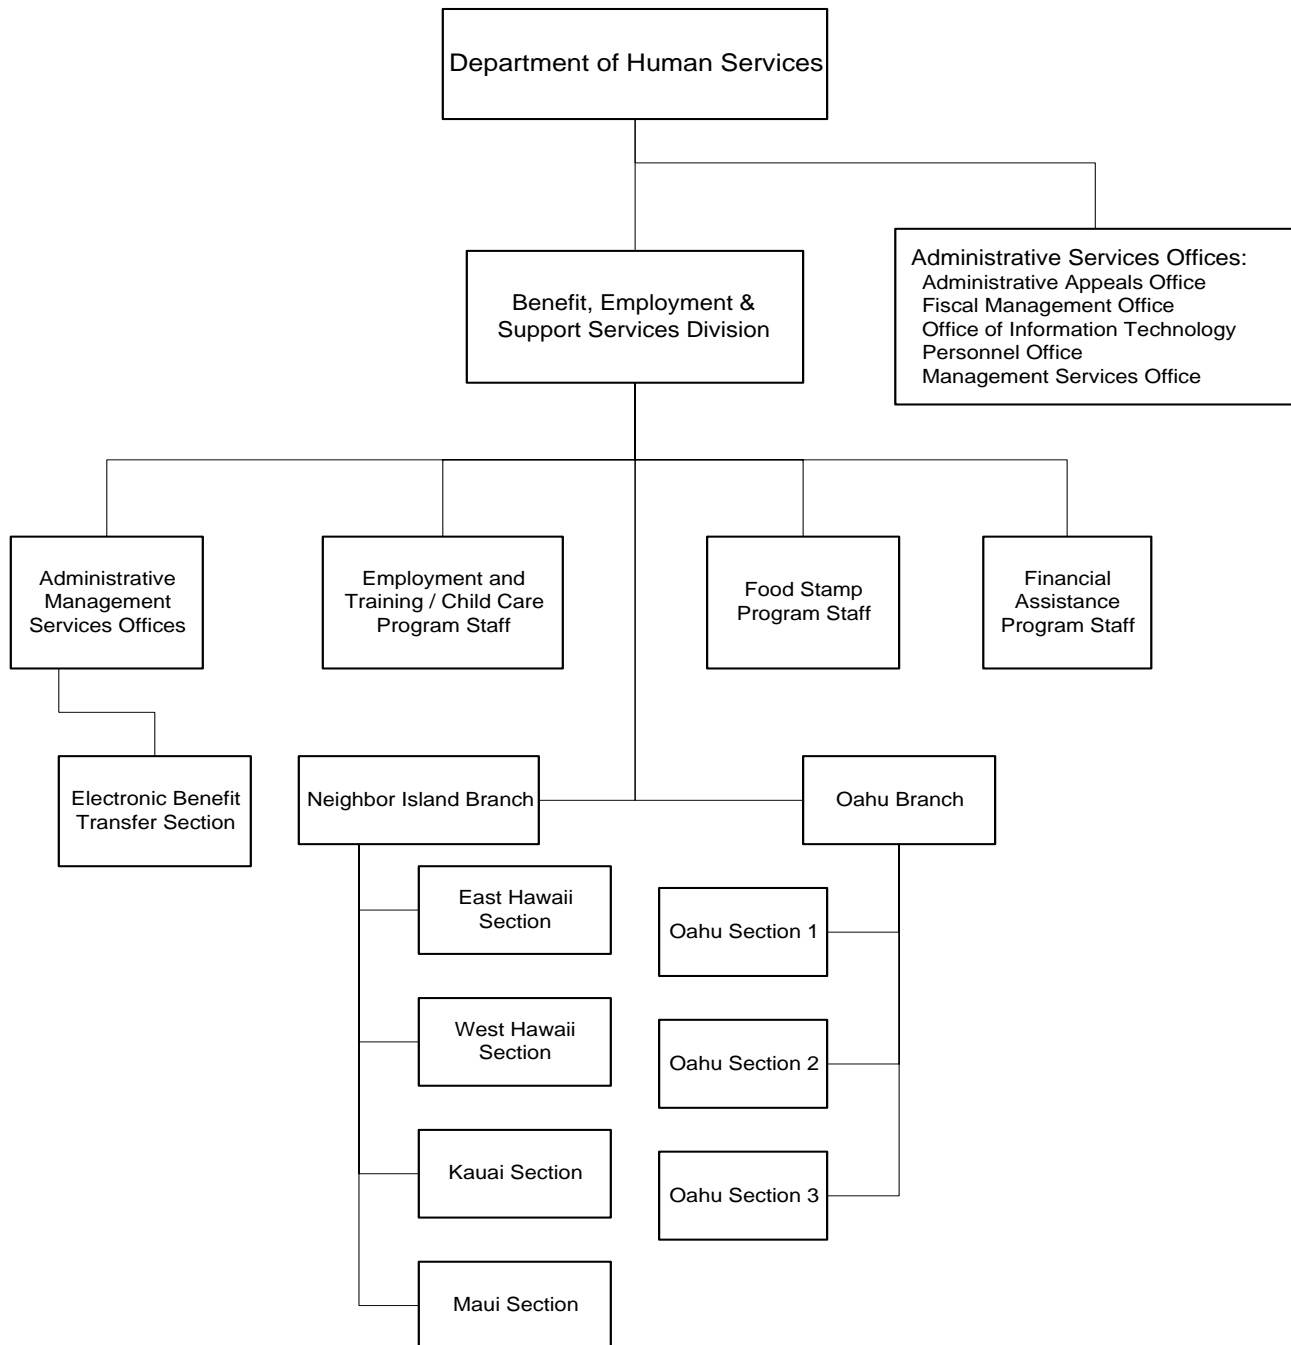 Department of Human Services
Benefit, Employment &
Support Services Division
Administrative Services Offices:
Administrative Appeals Office
Fiscal Management Office
Office of Information Technology
Personnel Office
Management Services Office
Administrative
Management
Services Offices
Employment and
Training / Child Care
Program Staff
Food Stamp
Program Staff
Financial
Assistance
Program Staff
Electronic Benefit
Transfer Section
Neighbor Island Branch
Oahu Branch
East Hawaii
Section
West Hawaii
Section
Kauai Section
Maui Section
Oahu Section 1
Oahu Section 2
Oahu Section 3